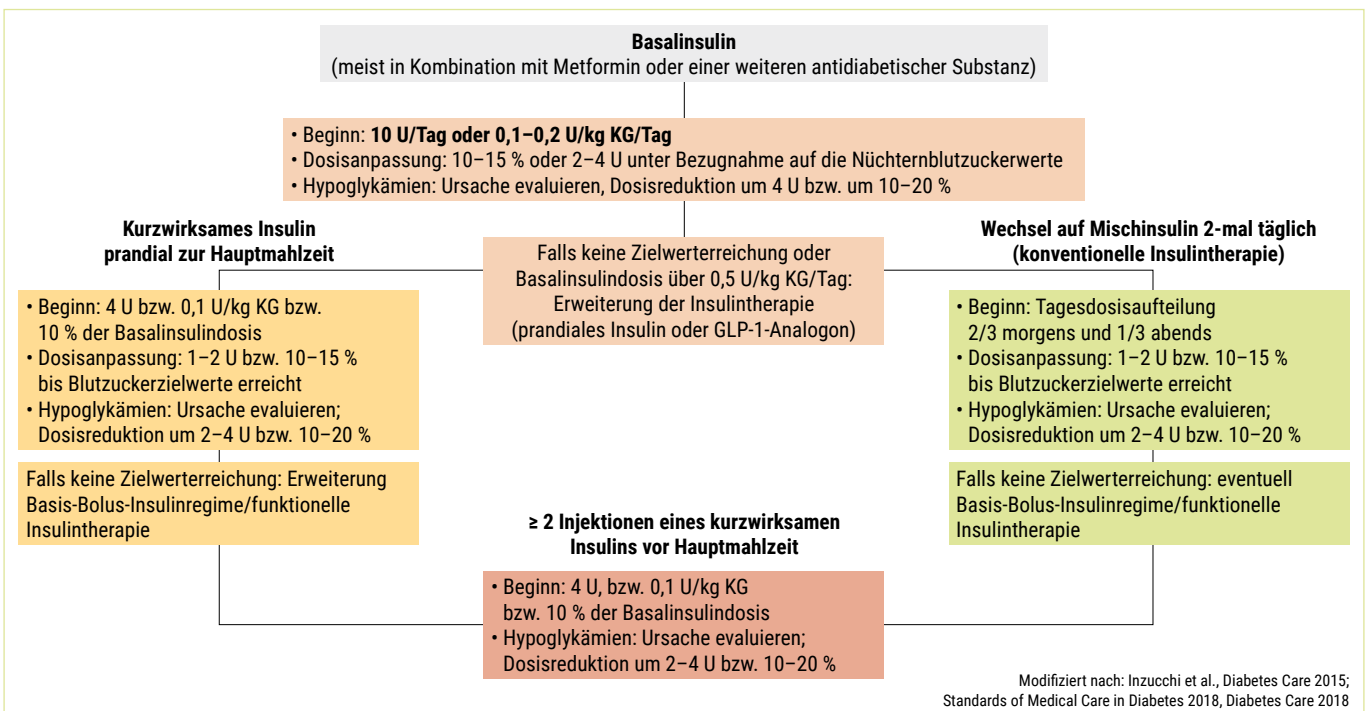 Basalinsulin
(meist in Kombination mit Metformin oder einer weiteren antidiabetischer Substanz)
• Beginn: 10 U/Tag oder 0,1–0,2 U/kg KG/Tag
• Dosisanpassung: 10–15 % oder 2–4 U unter Bezugnahme auf die Nüchternblutzuckerwerte
• Hypoglykämien: Ursache evaluieren, Dosisreduktion um 4 U bzw. um 10–20 %
Kurzwirksames Insulin
prandial zur Hauptmahlzeit
• Beginn: 4 U bzw. 0,1 U/kg KG bzw.
10 % der Basalinsulindosis
• Dosisanpassung: 1–2 U bzw. 10–15 %
bis Blutzuckerzielwerte erreicht
• Hypoglykämien: Ursache evaluieren;
Dosisreduktion um 2–4 U bzw. 10–20 %
Falls keine Zielwerterreichung: Erweiterung
Basis-Bolus-Insulinregime/funktionelle
Insulintherapie
Falls keine Zielwerterreichung oder
Basalinsulindosis über 0,5 U/kg KG/Tag:
Erweiterung der Insulintherapie
(prandiales Insulin oder GLP-1-Analogon)
Wechsel auf Mischinsulin 2-mal täglich
(konventionelle Insulintherapie)
• Beginn: Tagesdosisaufteilung
2/3 morgens und 1/3 abends
• Dosisanpassung: 1–2 U bzw. 10–15 %
bis Blutzuckerzielwerte erreicht
• Hypoglykämien: Ursache evaluieren;
Dosisreduktion um 2–4 U bzw. 10–20 %
Falls keine Zielwerterreichung: eventuell
Basis-Bolus-Insulinregime/funktionelle
Insulintherapie
≥ 2 Injektionen eines kurzwirksamen
Insulins vor Hauptmahlzeit
• Beginn: 4 U, bzw. 0,1 U/kg KG
bzw. 10 % der Basalinsulindosis
• Hypoglykämien: Ursache evaluieren;
Dosisreduktion um 2–4 U bzw. 10–20 %
Modifiziert nach: Inzucchi et al., Diabetes Care 2015;
Standards of Medical Care in Diabetes 2018, Diabetes Care 2018